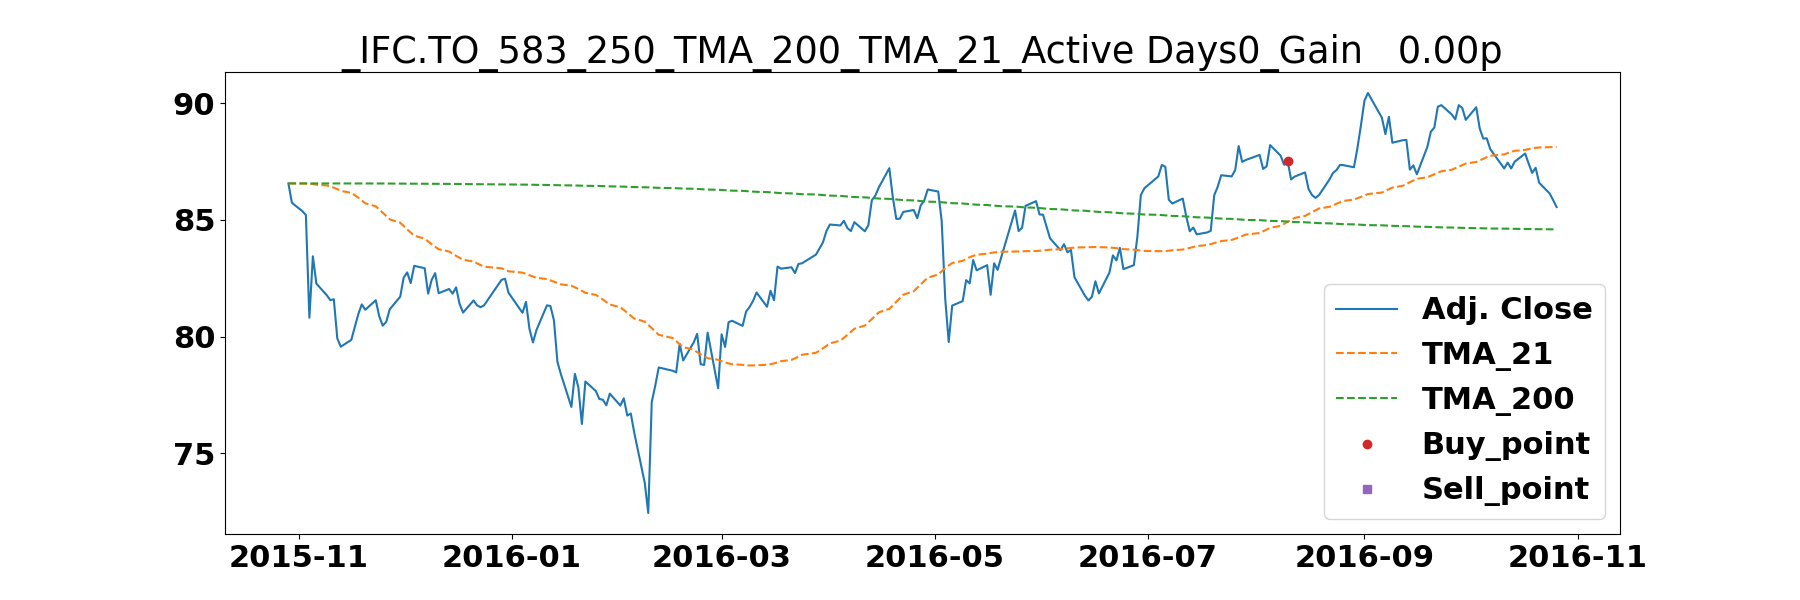 _IFC.TO_583_250_TMA_200_TMA_21_Active Days0_Gain   0.00p
90
85
80
75
Adj. Close
TMA_21
TMA_200
Buy_point
Sell_point
2015-11 2016-01 2016-03 2016-05 2016-07 2016-09 2016-11